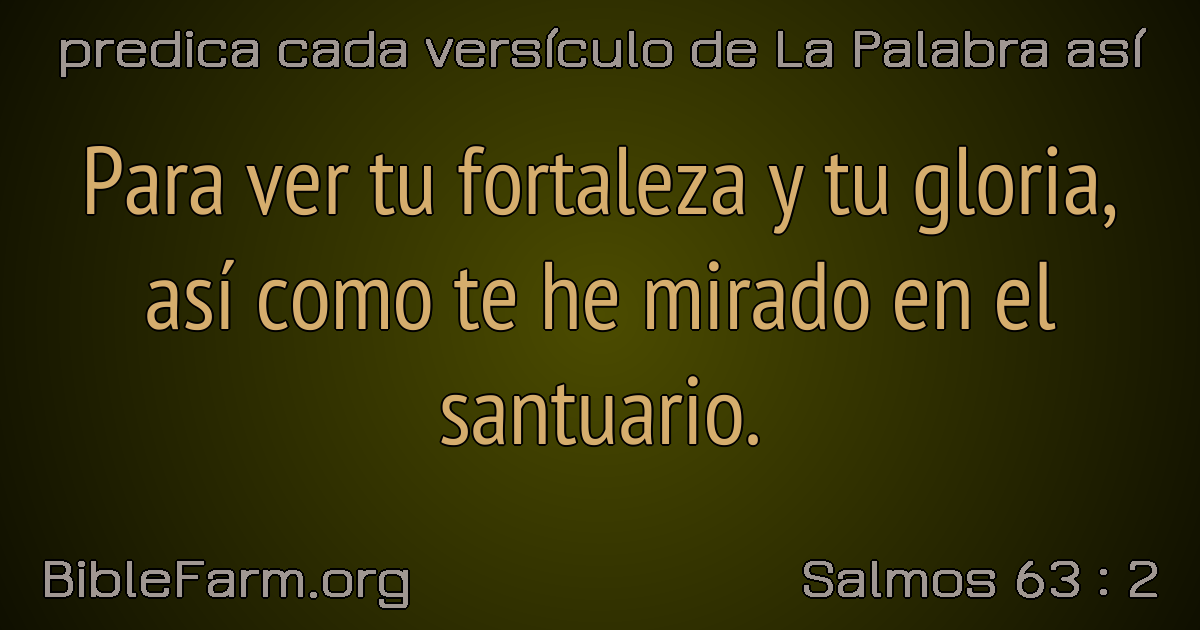 predica cada versículo de La Palabra así
Para ver tu fortaleza y tu gloria,
así como te he mirado en el
santuario.
BibleFarm.org
Salmos 63 : 2